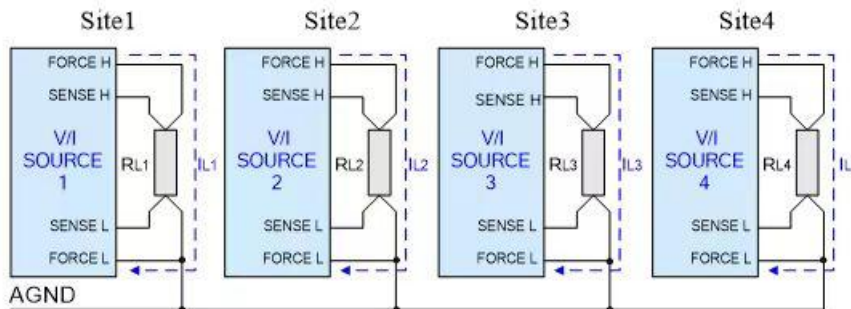 Site1 Site2 Site3 Site4
FORCE H FORCE H FORCE H FORCE H
SENSE H SENSE H SENSE H SENSE H
V/I SOURCE 1 RL1 IL1 V/I SOURCE 2 RL2 IL2 V/I SOURCE 3 RL3 IL3 V/I SOURCE 4 RL4 IL
SENSE L SENSE L SENSE L SENSE L
FORCE L FORCE L FORCE L FORCE L
AGND